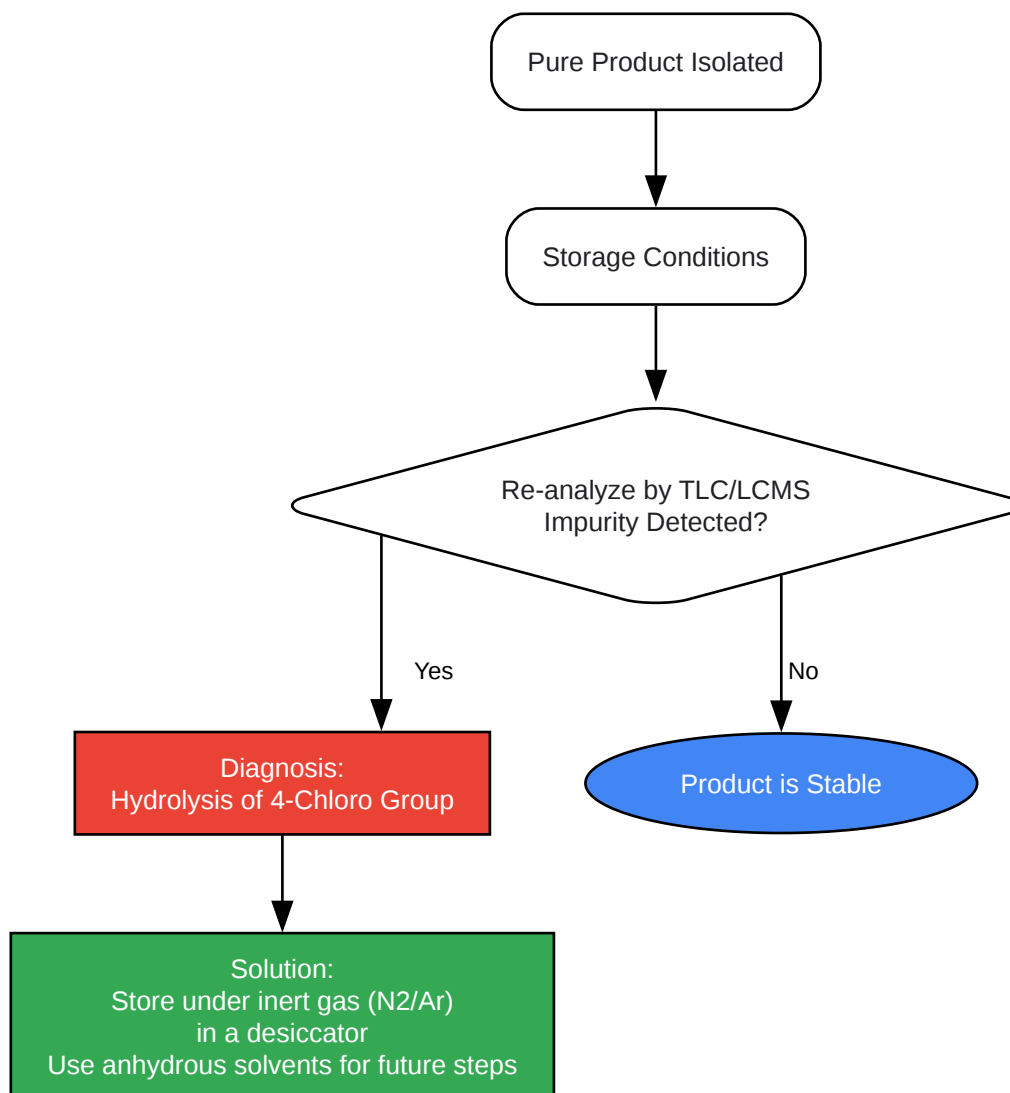 Pure Product Isolated
Storage Conditions
Re-analyze by TLC/LCMS
Impurity Detected?
Yes
No
Diagnosis:
Hydrolysis of 4-Chloro Group
Product is Stable
Solution:
Store under inert gas (N2/Ar)
in a desiccator
Use anhydrous solvents for future steps